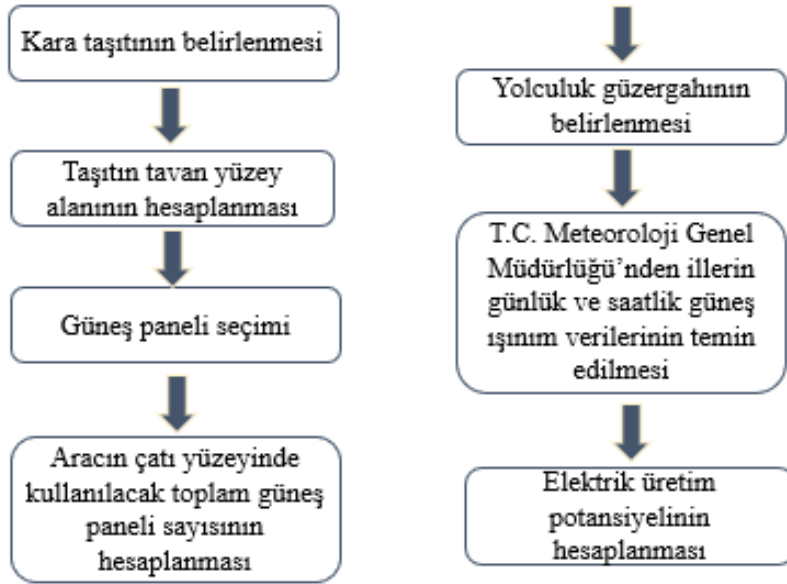 Kara taşıtının belirlenmesi
Taşıtın tavan yüzey
alanının hesaplanması
Güneş paneli seçimi
Aracın çatı yüzeyinde
kullanılacak toplam güneş
paneli sayısının
hesaplanması
Yolculuk güzergahının
belirlenmesi
T.C. Meteoroloji Genel
Müdürlüğü’nden illerin
günlük ve saatlik güneş
ışınım verilerinin temin
edilmesi
Elektrik üretim
potansiyelinin
hesaplanması